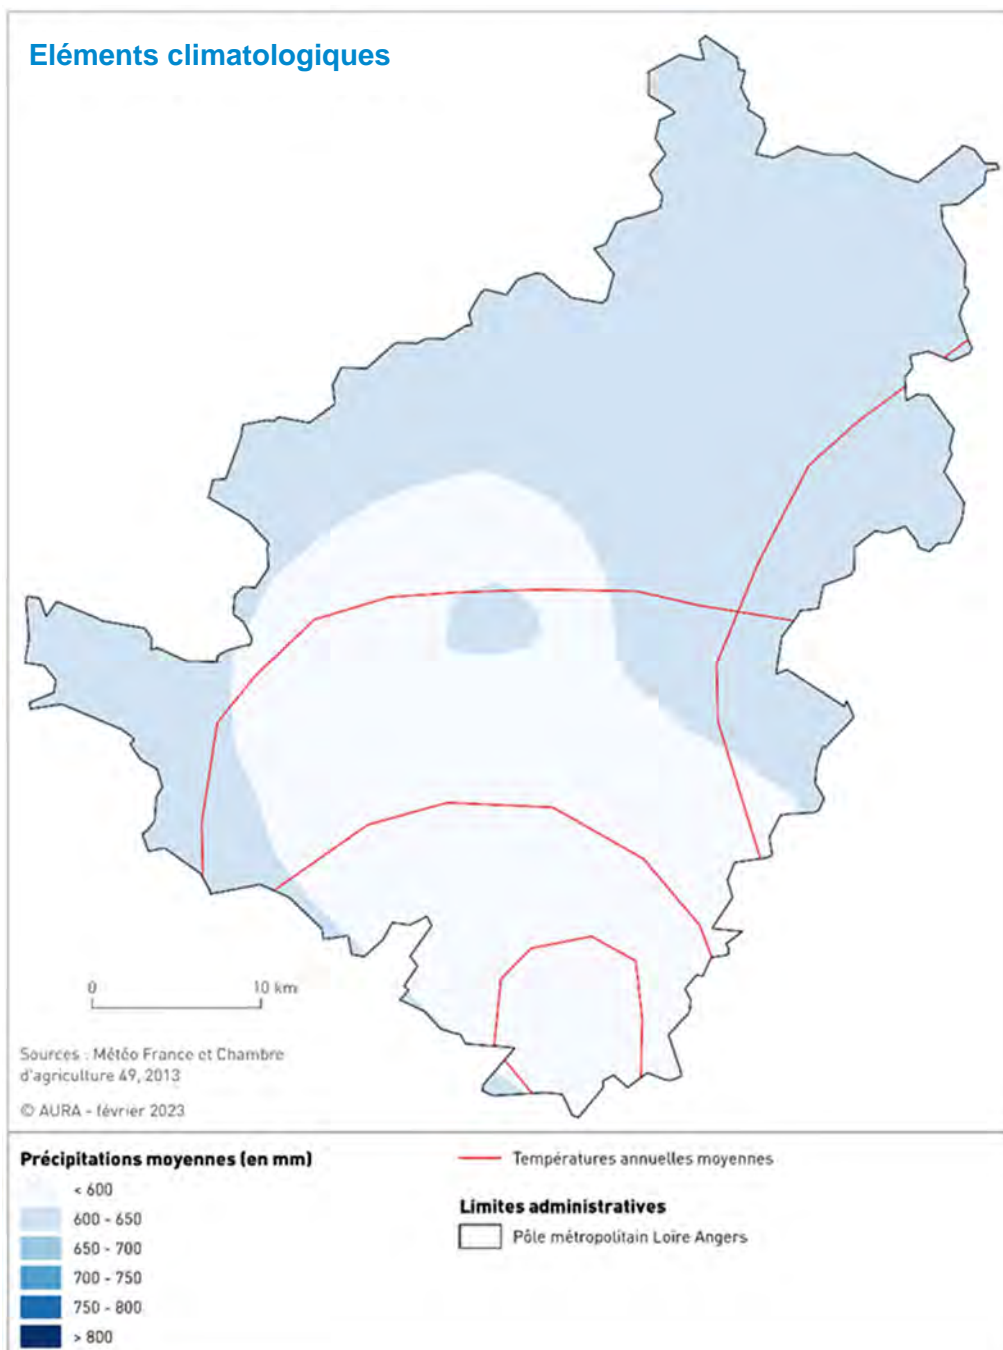 Eléments climatologiques
0 10 km
Sources : Météo France et Chambre
d'agriculture 49, 2013
© AURA - février 2023
Précipitations moyennes (en mm)
< 600
600 - 650
650 - 700
700 - 750
750 - 800
> 800
Températures annuelles moyennes
Limites administratives
Pôle métropolitain Loire Angers